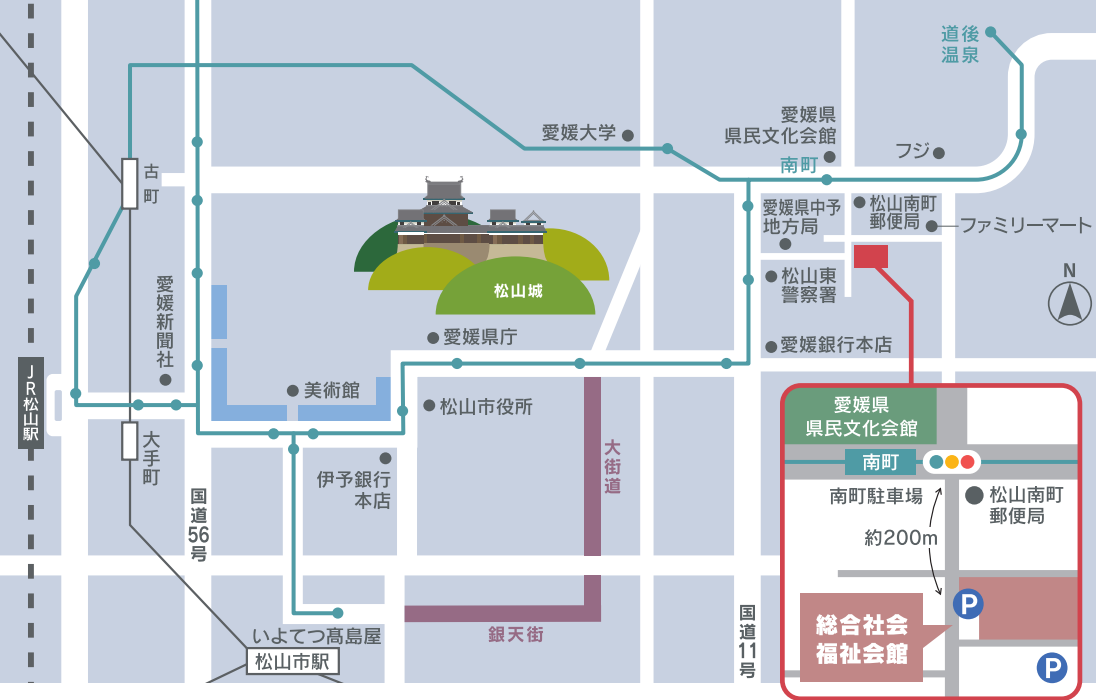 道後
温泉
愛媛県
県民文化会館
愛媛大学
南町
フジ
古
町
愛媛県中予
地方局
松山南町
郵便局
ファミリーマート
松山東
警察署
N
松山城
愛媛新聞社
愛媛県庁
愛媛銀行本店
JR松山駅
美術館
松山市役所
大手町
伊予銀行
本店
大街道
国道56号
いよてつ髙島屋
銀天街
松山市駅
国道11号
愛媛県
県民文化会館
南町
南町駐車場
松山南町
郵便局
約200m
P
総合社会
福祉会館
P